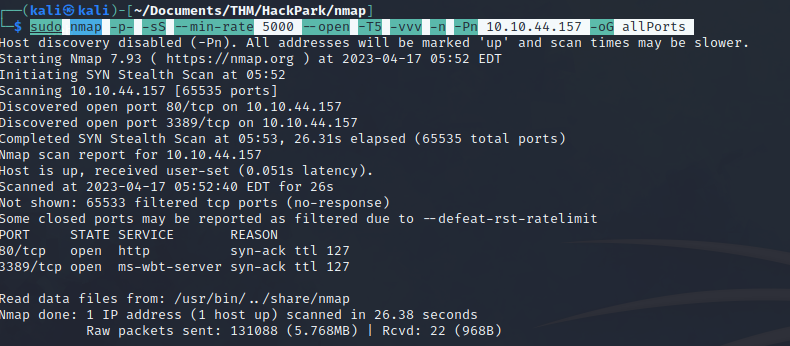 ┌──(kali㉿kali)-[~/Documents/THM/HackPark/nmap]
└─$ sudo nmap -p- -sS --min-rate 5000 --open -T5 -vvv -n -Pn 10.10.44.157 -oG allPorts
Host discovery disabled (-Pn). All addresses will be marked 'up' and scan times may be slower.
Starting Nmap 7.93 ( https://nmap.org ) at 2023-04-17 05:52 EDT
Initiating SYN Stealth Scan at 05:52
Scanning 10.10.44.157 [65535 ports]
Discovered open port 80/tcp on 10.10.44.157
Discovered open port 3389/tcp on 10.10.44.157
Completed SYN Stealth Scan at 05:53, 26.31s elapsed (65535 total ports)
Nmap scan report for 10.10.44.157
Host is up, received user-set (0.051s latency).
Scanned at 2023-04-17 05:52:40 EDT for 26s
Not shown: 65533 filtered tcp ports (no-response)
Some closed ports may be reported as filtered due to --defeat-rst-ratelimit
PORT     STATE SERVICE       REASON
80/tcp   open  http          syn-ack ttl 127
3389/tcp open  ms-wbt-server syn-ack ttl 127
Read data files from: /usr/bin/../share/nmap
Nmap done: 1 IP address (1 host up) scanned in 26.38 seconds
Raw packets sent: 131088 (5.768MB) | Rcvd: 22 (968B)